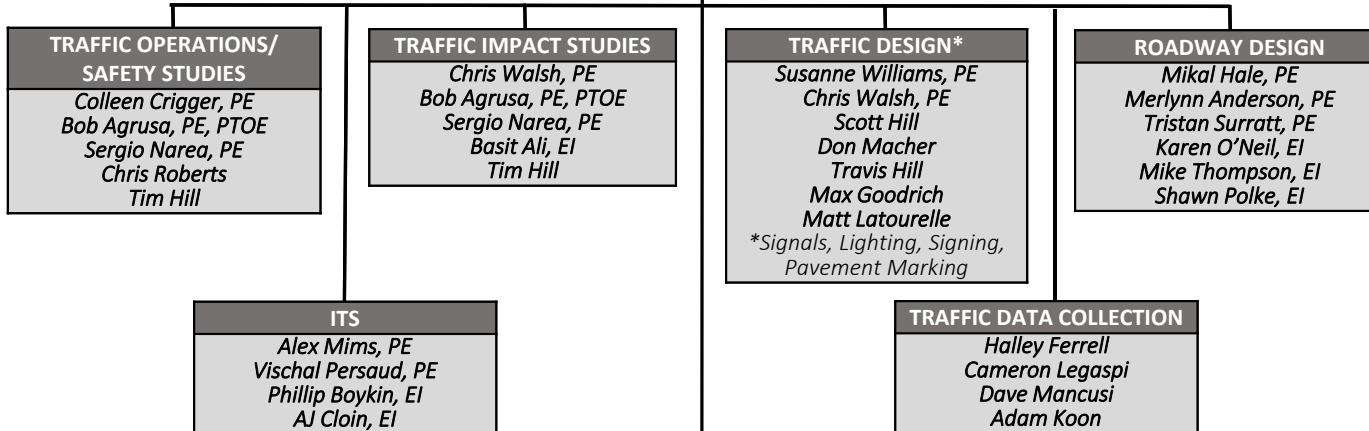 TRAFFIC OPERATIONS/
SAFETY STUDIES
Colleen Crigger, PE
Bob Agrusa, PE, PTOE
Sergio Narea, PE
Chris Roberts
Tim Hill
TRAFFIC IMPACT STUDIES
Chris Walsh, PE
Bob Agrusa, PE, PTOE
Sergio Narea, PE
Basit Ali, EI
Tim Hill
TRAFFIC DESIGN*
Susanne Williams, PE
Chris Walsh, PE
Scott Hill
Don Macher
Travis Hill
Max Goodrich
Matt Latourelle
*Signals, Lighting, Signing,
Pavement Marking
ROADWAY DESIGN
Mikal Hale, PE
Merlynn Anderson, PE
Tristan Surratt, PE
Karen O’Neil, EI
Mike Thompson, EI
Shawn Polke, EI
ITS
Alex Mims, PE
Vischal Persaud, PE
Phillip Boykin, EI
AJ Cloin, EI
TRAFFIC DATA COLLECTION
Halley Ferrell
Cameron Legaspi
Dave Mancusi
Adam Koon